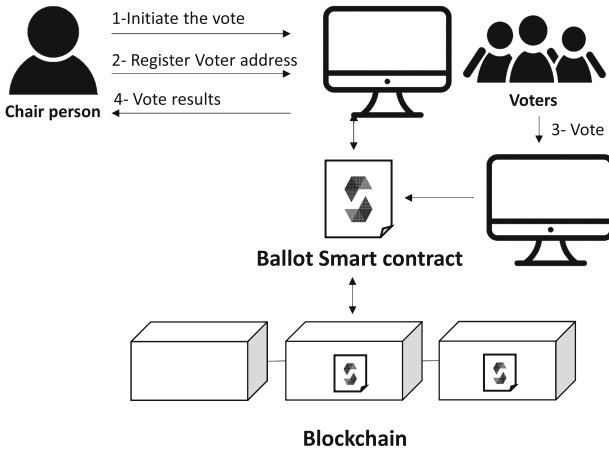 1-Initiate the vote
2- Register Voter address
4- Vote results
Chair person
Voters
3- Vote
Ballot Smart contract
Blockchain